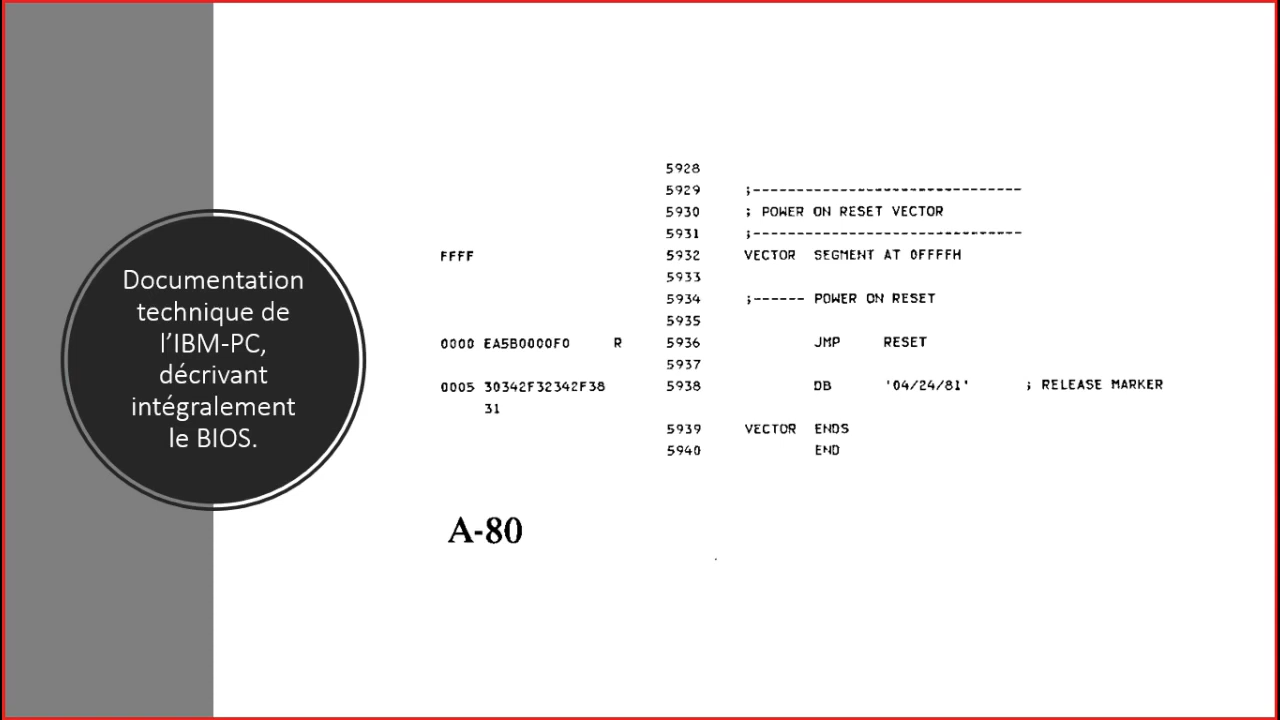 Documentation
technique de
l'IBM-PC,
décrivant
intégralement
le BIOS.
5928
5929 ;-------------------------------
5930 ; POWER ON RESET VECTOR
5931 ;-------------------------------
FFFF 5932 VECTOR SEGMENT AT 0FFFFH
5933
5934 ;------ POWER ON RESET
5935
0000 EA5B0000F0 R 5936 JMP RESET
5937
0005 30342F32342F38 5938 DB '04/24/81' ; RELEASE MARKER
31
5939 VECTOR ENDS
5940 END
A-80